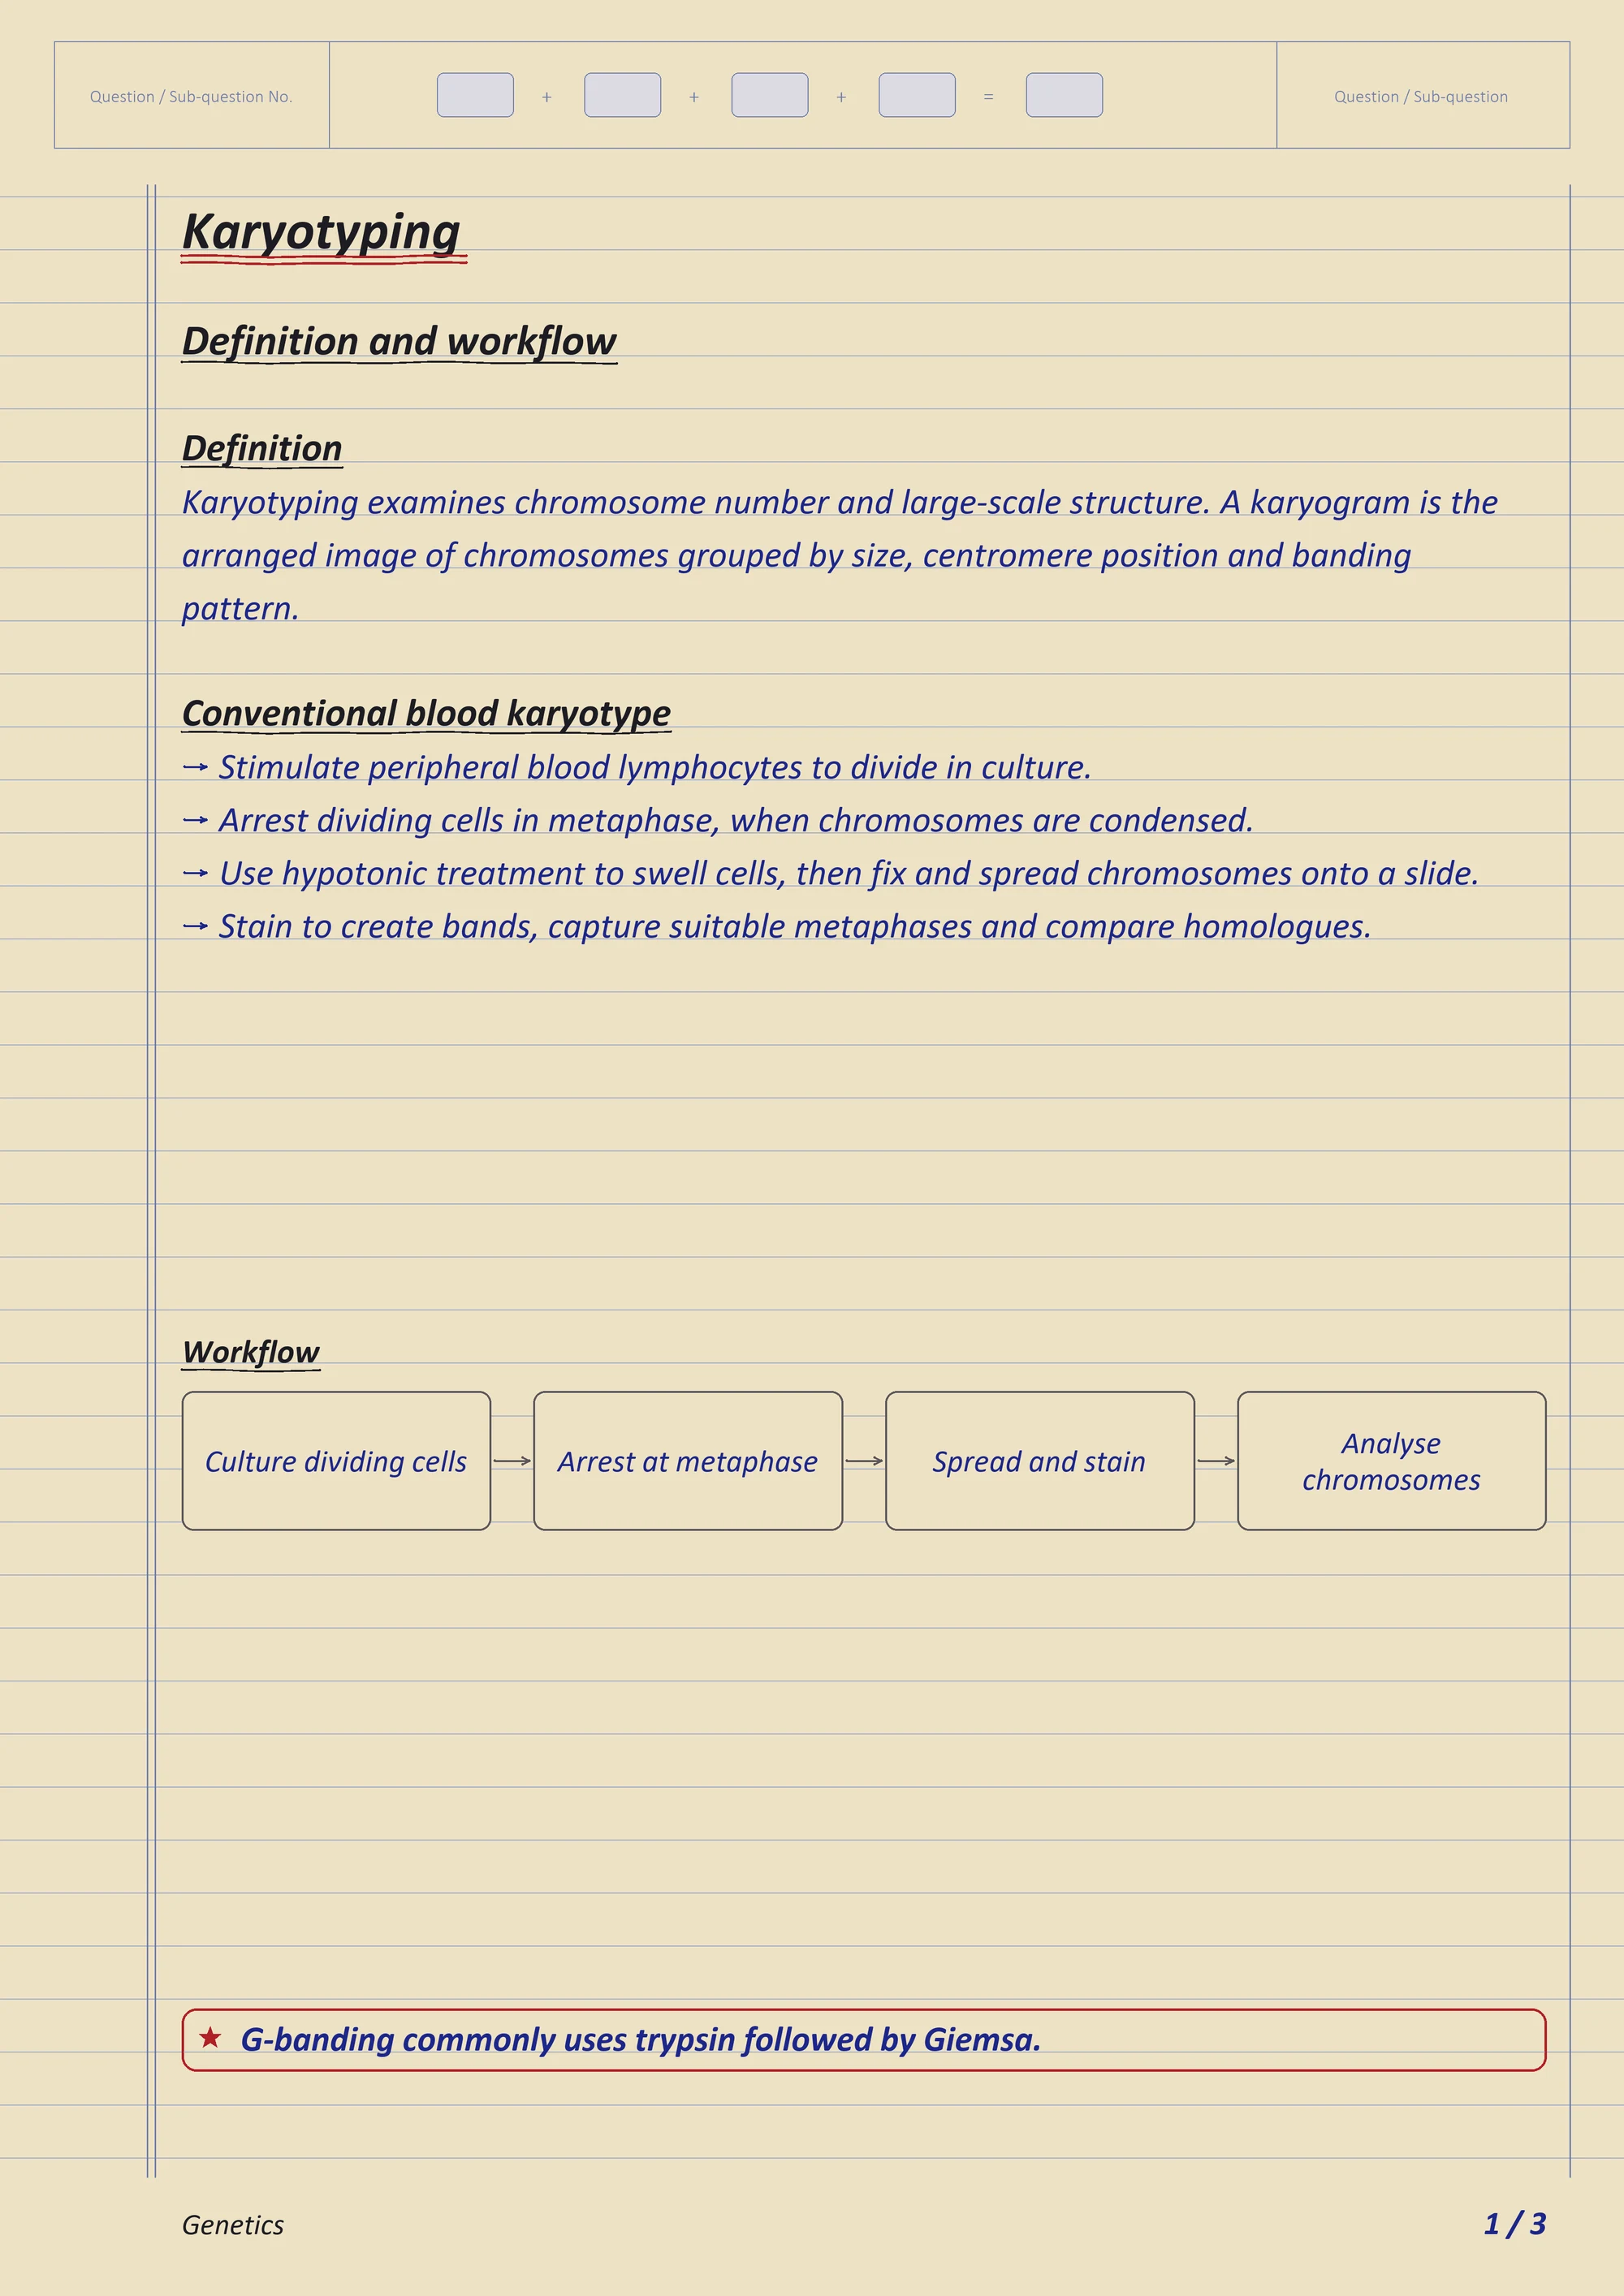 Question / Sub-question No.
+ + + =
Question / Sub-question
Karyotyping
Definition and workflow
Definition
Karyotyping examines chromosome number and large-scale structure. A karyogram is the
arranged image of chromosomes grouped by size, centromere position and banding
pattern.
Conventional blood karyotype
→ Stimulate peripheral blood lymphocytes to divide in culture.
→ Arrest dividing cells in metaphase, when chromosomes are condensed.
→ Use hypotonic treatment to swell cells, then fix and spread chromosomes onto a slide.
→ Stain to create bands, capture suitable metaphases and compare homologues.
Workflow
Culture dividing cells
Arrest at metaphase
Spread and stain
Analyse
chromosomes
★ G-banding commonly uses trypsin followed by Giemsa.
Genetics
1 / 3